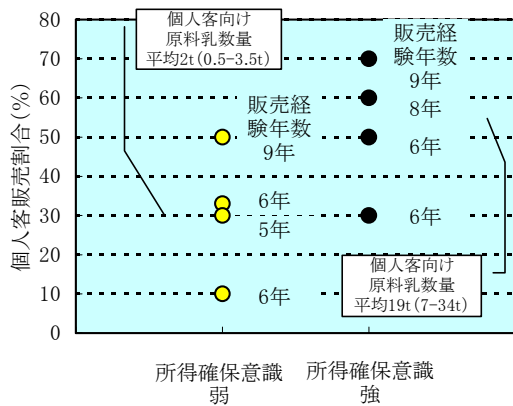 個人客販売割合(%)
80
70
60
50
40
30
20
10
0
個人客向け
原料乳数量
平均2t(0.5-3.5t)
販売経
験年数
9年
6年
5年
6年
販売経
験年数
9年
8年
6年
6年
個人客向け
原料乳数量
平均19t(7-34t)
所得確保意識
弱
所得確保意識
強